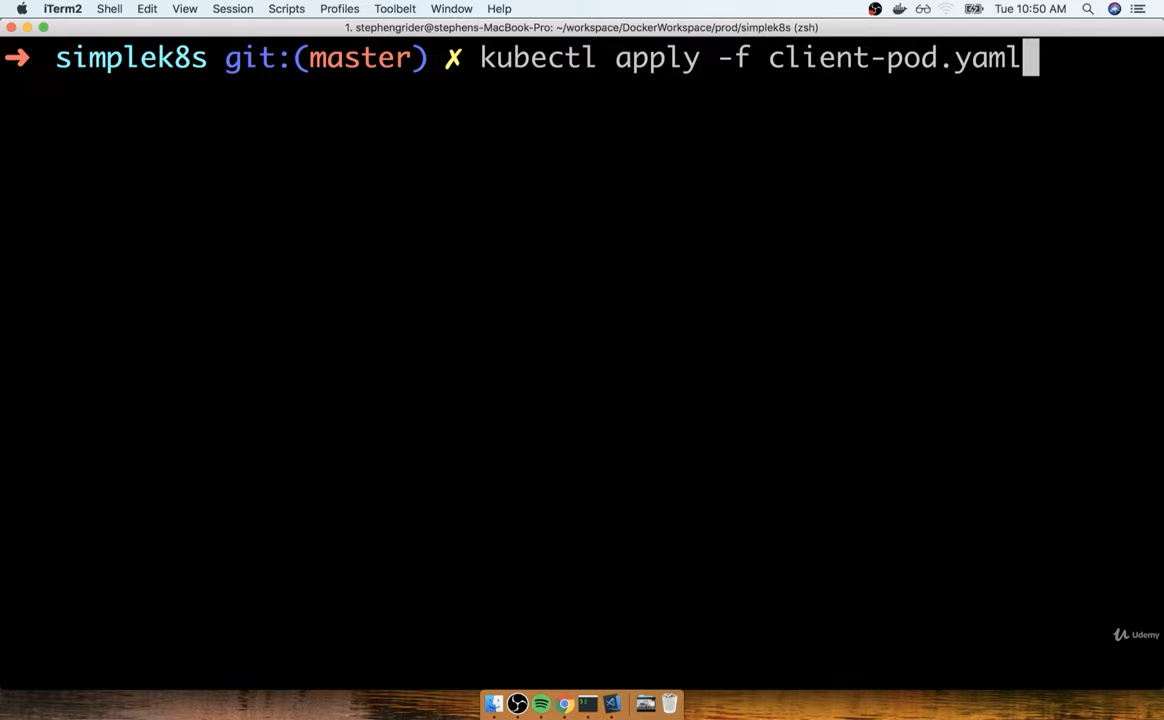 iTerm2 Shell Edit View Session Scripts Profiles Toolbelt Window Help Tue 10:50 AM
1. stephengrider@stephens-MacBook-Pro: ~/workspace/DockerWorkspace/prod/simplek8s (zsh)
➜ simplek8s git:(master) ✗ kubectl apply -f client-pod.yaml
Udemy